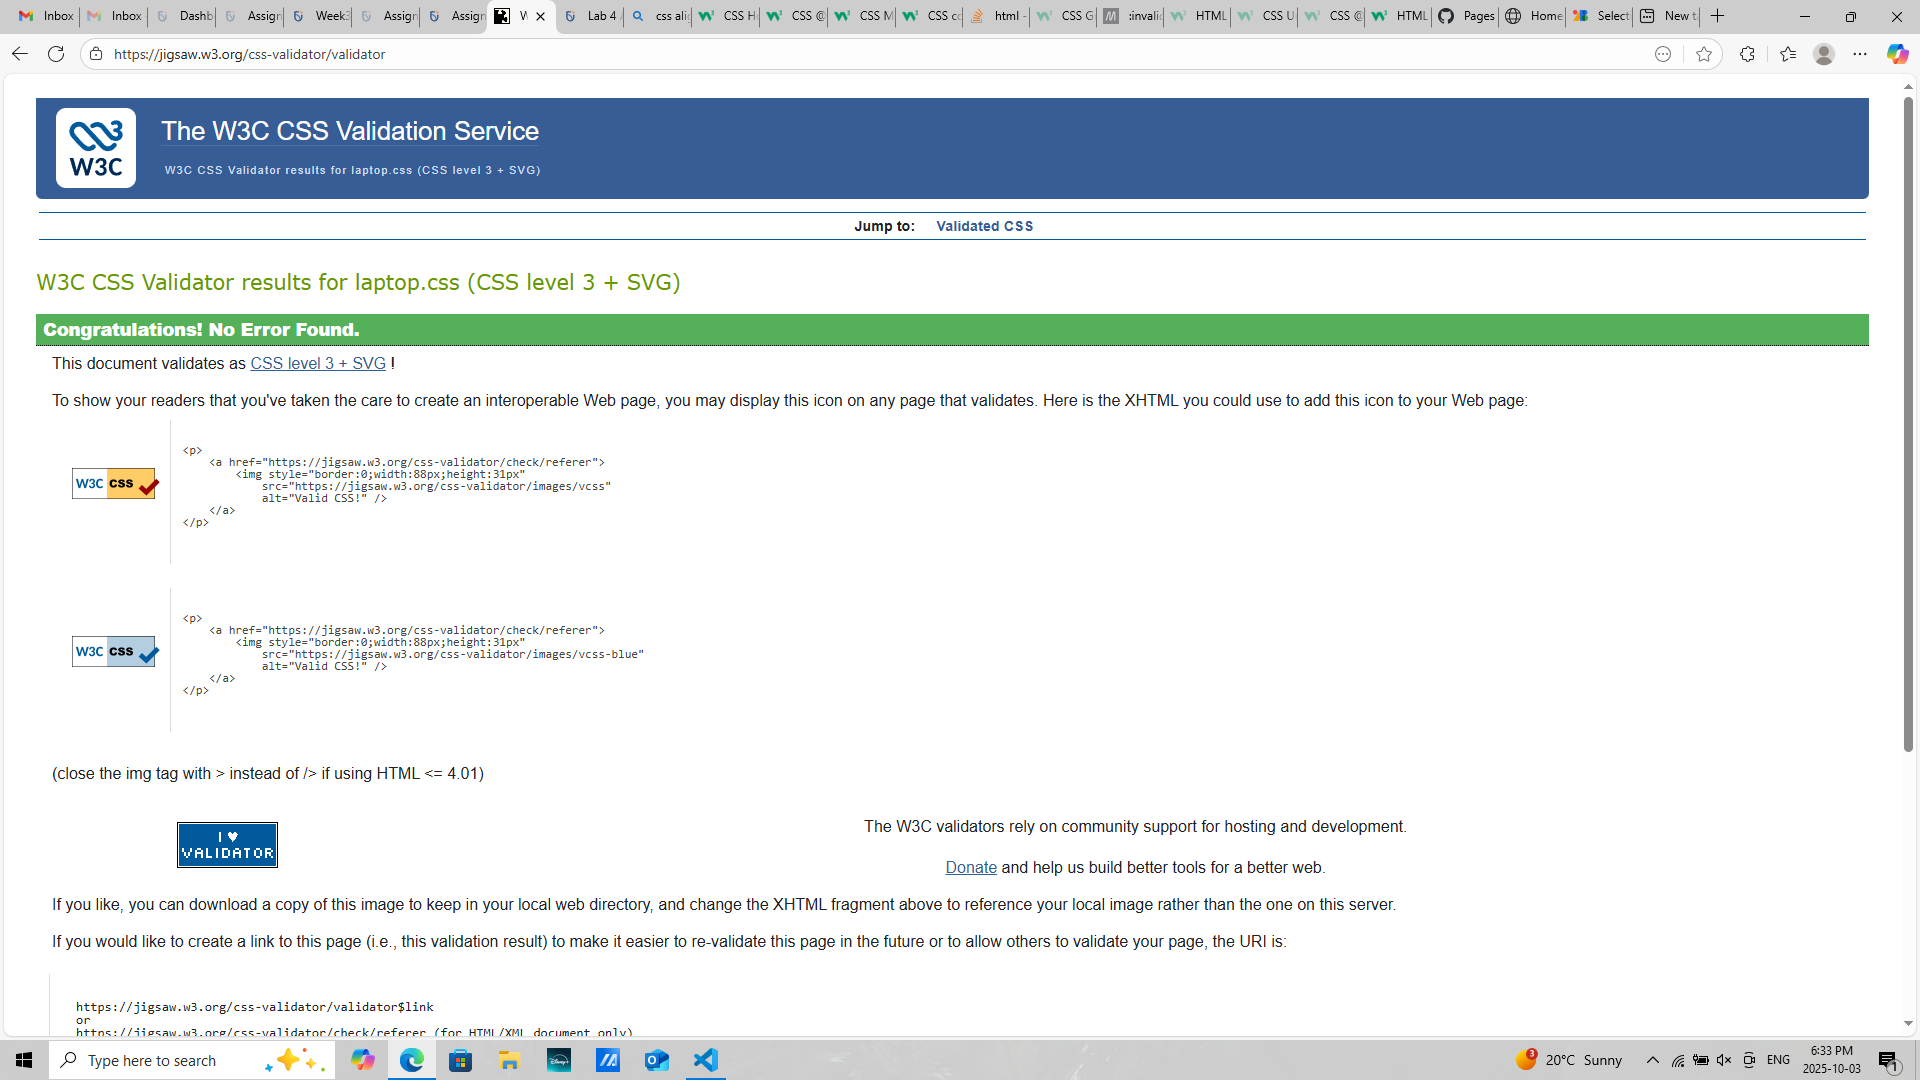 Inbox
Inbox
Dashb
Assign
Week3
Assign
Assign
W
Lab 4 /
css alig
CSS H
CSS @
CSS M
CSS co
html -
CSS G
:invalid
HTML
CSS U
CSS @
HTML
Pages
Home
Select
New t
https://jigsaw.w3.org/css-validator/validator
W3C
The W3C CSS Validation Service
W3C CSS Validator results for laptop.css (CSS level 3 + SVG)
Jump to: Validated CSS
W3C CSS Validator results for laptop.css (CSS level 3 + SVG)
Congratulations! No Error Found.
This document validates as CSS level 3 + SVG !
To show your readers that you've taken the care to create an interoperable Web page, you may display this icon on any page that validates. Here is the XHTML you could use to add this icon to your Web page:
W3C css
<p>
<a href="https://jigsaw.w3.org/css-validator/check/referer">
<img style="border:0;width:88px;height:31px"
src="https://jigsaw.w3.org/css-validator/images/vcss"
alt="Valid CSS!" />
</a>
</p>
W3C css
<p>
<a href="https://jigsaw.w3.org/css-validator/check/referer">
<img style="border:0;width:88px;height:31px"
src="https://jigsaw.w3.org/css-validator/images/vcss-blue"
alt="Valid CSS!" />
</a>
</p>
(close the img tag with > instead of /> if using HTML <= 4.01)
I ♥
VALIDATOR
The W3C validators rely on community support for hosting and development.
Donate and help us build better tools for a better web.
If you like, you can download a copy of this image to keep in your local web directory, and change the XHTML fragment above to reference your local image rather than the one on this server.
If you would like to create a link to this page (i.e., this validation result) to make it easier to re-validate this page in the future or to allow others to validate your page, the URI is:
https://jigsaw.w3.org/css-validator/validator$link
or
https://jigsaw.w3.org/css-validator/check/referer (for HTML/XML document only)
Type here to search
Disney+
3
20°C Sunny
ENG
6:33 PM
2025-10-03
1